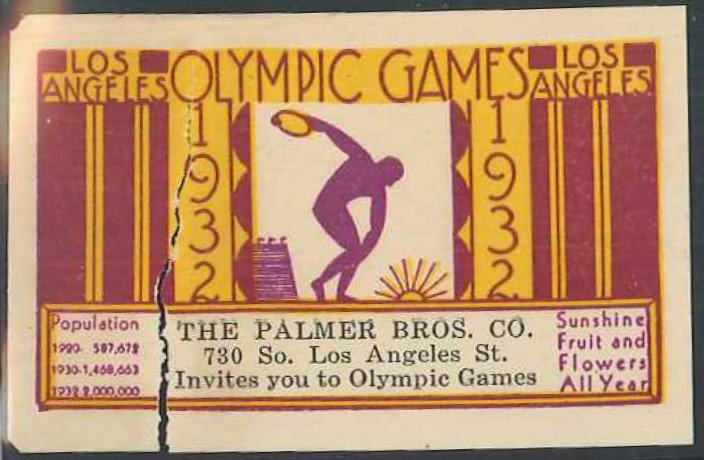 LOS ANGELES
OLYMPIC GAMES
LOS ANGELES
1932
1932
Population
1920- 587,678
1930-1,468,663
1932 2,000,000
THE PALMER BROS. CO.
730 So. Los Angeles St.
Invites you to Olympic Games
Sunshine
Fruit and
Flowers
All Year